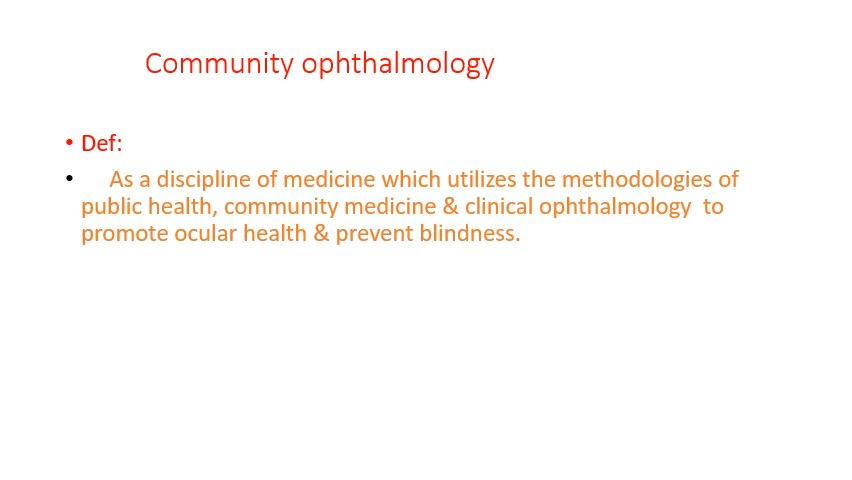 Community ophthalmology
• Def:
• As a discipline of medicine which utilizes the methodologies of
public health, community medicine & clinical ophthalmology  to
promote ocular health & prevent blindness.